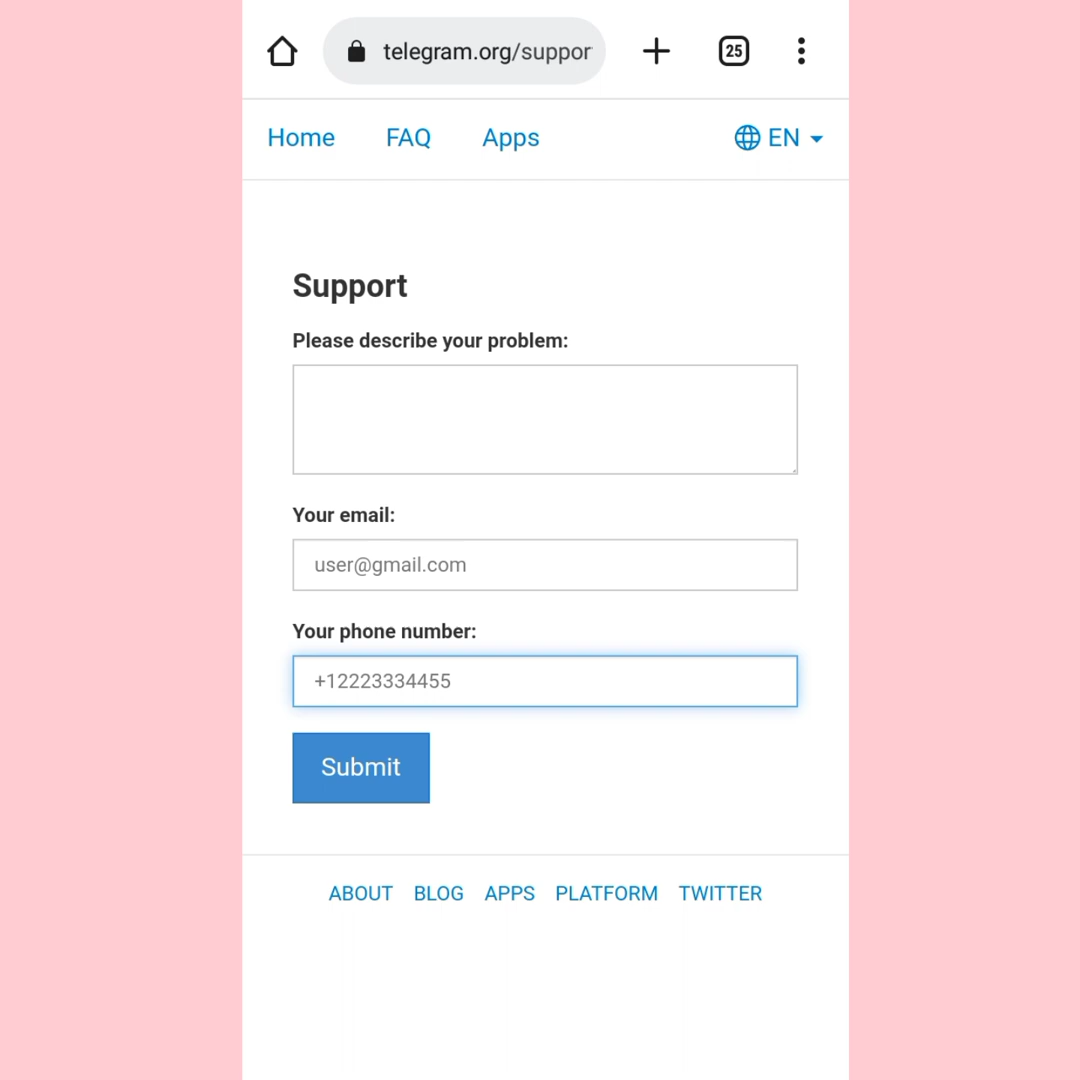 telegram.org/suppor
25
Home FAQ Apps EN
Support
Please describe your problem:
Your email:
user@gmail.com
Your phone number:
+12223334455
Submit
ABOUT BLOG APPS PLATFORM TWITTER